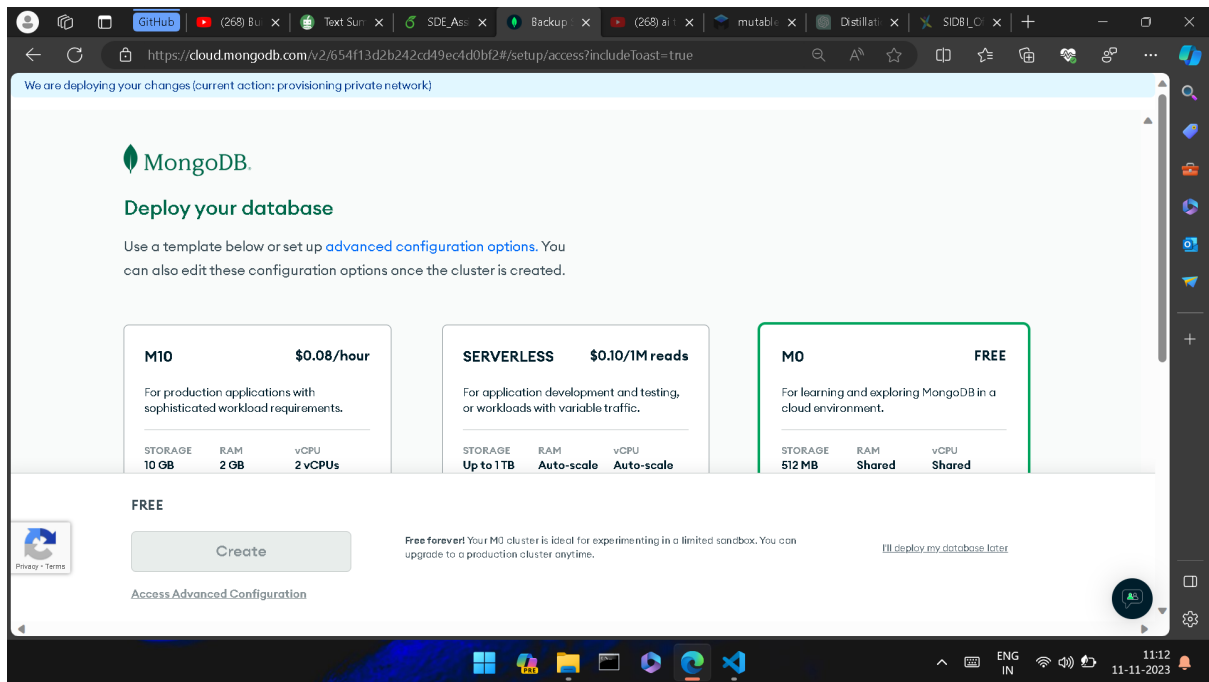 GitHub
(268) Bu
Text Sum
SDE_Assi
Backup
(268) ai t
mutable
Distillati
SIDBI_Of
https://cloud.mongodb.com/v2/654f13d2b242cd49ec4d0bf2#/setup/access?includeToast=true
We are deploying your changes (current action: provisioning private network)
MongoDB.
Deploy your database
Use a template below or set up advanced configuration options. You
can also edit these configuration options once the cluster is created.
M10 $0.08/hour
For production applications with
sophisticated workload requirements.
STORAGE RAM vCPU
10 GB 2 GB 2 vCPUs
SERVERLESS $0.10/1M reads
For application development and testing,
or workloads with variable traffic.
STORAGE RAM vCPU
Up to 1 TB Auto-scale Auto-scale
M0 FREE
For learning and exploring MongoDB in a
cloud environment.
STORAGE RAM vCPU
512 MB Shared Shared
FREE
Create
Free forever! Your M0 cluster is ideal for experimenting in a limited sandbox. You can
upgrade to a production cluster anytime.
I'll deploy my database later
Access Advanced Configuration
Privacy - Terms
PRE
ENG
IN
11:12
11-11-2023